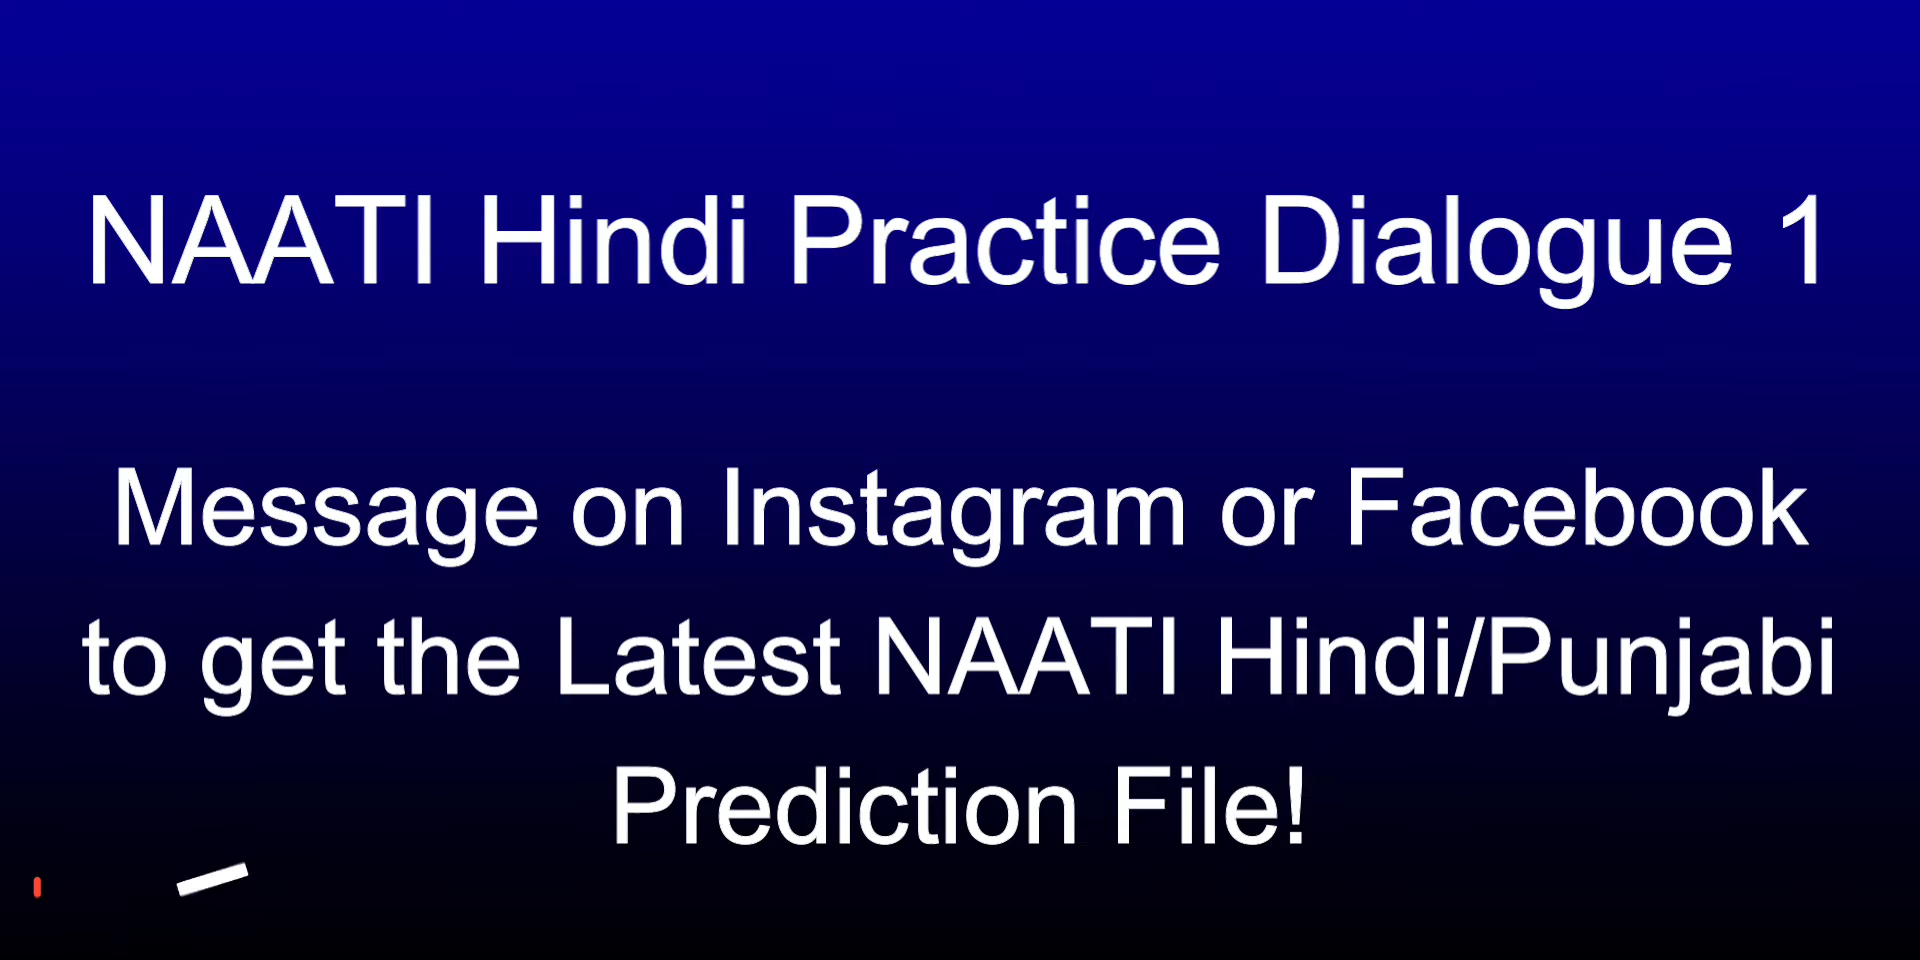 NAATI Hindi Practice Dialogue 1
Message on Instagram or Facebook
to get the Latest NAATI Hindi/Punjabi
Prediction File!